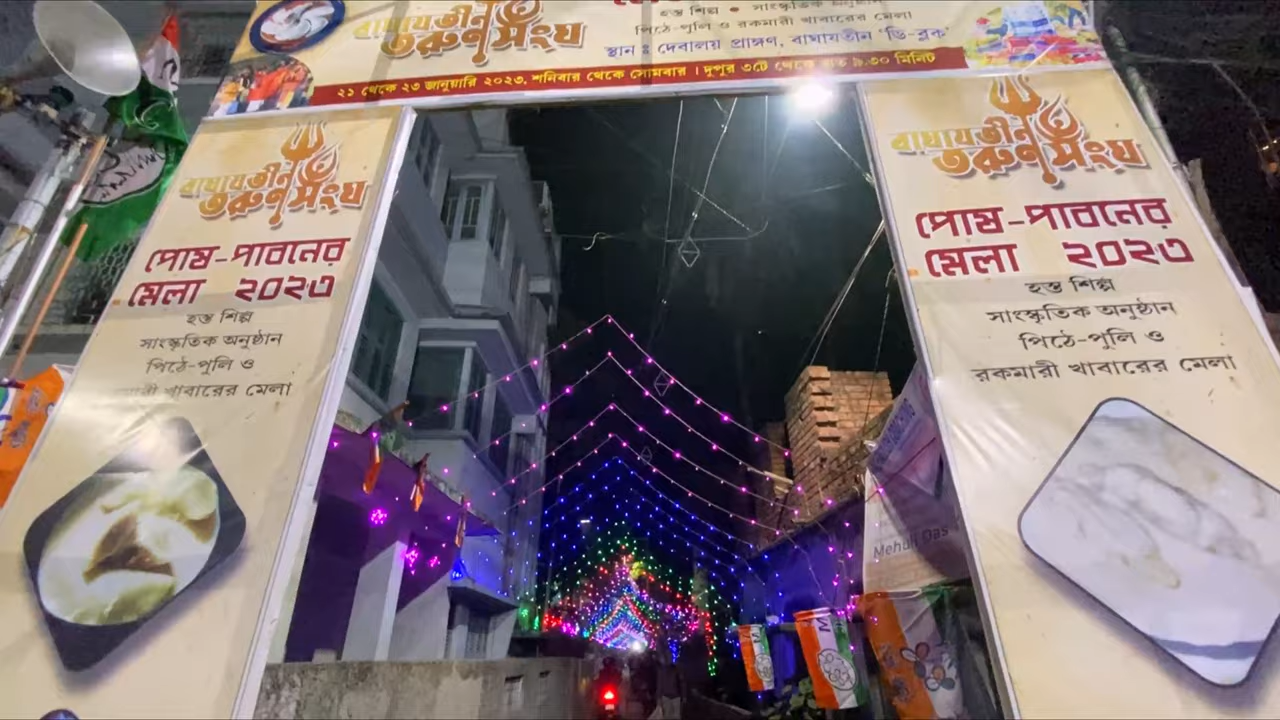 বাঘাযতীন
তরুণ সংঘ
হস্ত শিল্প • সাংস্কৃতিক অনুষ্ঠান
পিঠে-পুলি ও রকমারী খাবারের মেলা
স্থান : দেবালয় প্রাঙ্গণ, বাঘাযতীন 'ডি-ব্লক'
২১ থেকে ২৩ জানুয়ারি ২০২৩, শনিবার থেকে সোমবার । দুপুর ৩টে থেকে রাত ৯.৩০ মিনিট
বাঘাযতীন
তরুণ সংঘ
পোষ-পাবনের
মেলা ২০২৩
হস্ত শিল্প
সাংস্কৃতিক অনুষ্ঠান
পিঠে-পুলি ও
খাবারের মেলা
বাঘাযতীন
তরুণ সংঘ
পোষ-পাবনের
মেলা ২০২৩
হস্ত শিল্প
সাংস্কৃতিক অনুষ্ঠান
পিঠে-পুলি ও
রকমারী খাবারের মেলা
Mehuli Das